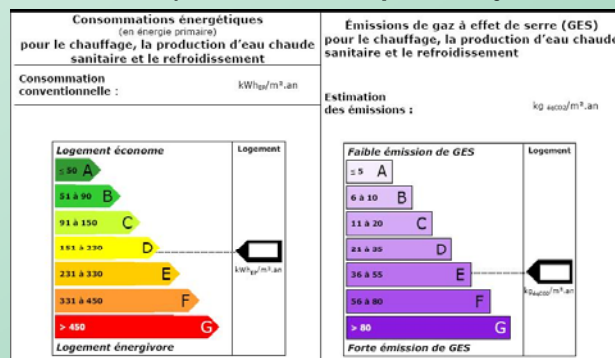 Consommations énergétiques
(en énergie primaire)
pour le chauffage, la production d'eau chaude
sanitaire et le refroidissement
Consommation
conventionnelle :
kWhEP/m².an
Logement économe
Logement
≤ 50 A
51 à 90 B
91 à 150 C
151 à 230 D
231 à 330 E
331 à 450 F
> 450 G
kWhEP/m².an
Logement énergivore
Émissions de gaz à effet de serre (GES)
pour le chauffage, la production d'eau chaude
sanitaire et le refroidissement
Estimation
des émissions :
kg éqCO2/m².an
Faible émission de GES
Logement
≤ 5 A
6 à 10 B
11 à 20 C
21 à 35 D
36 à 55 E
56 à 80 F
> 80 G
kgéqCO2/m².an
Forte émission de GES